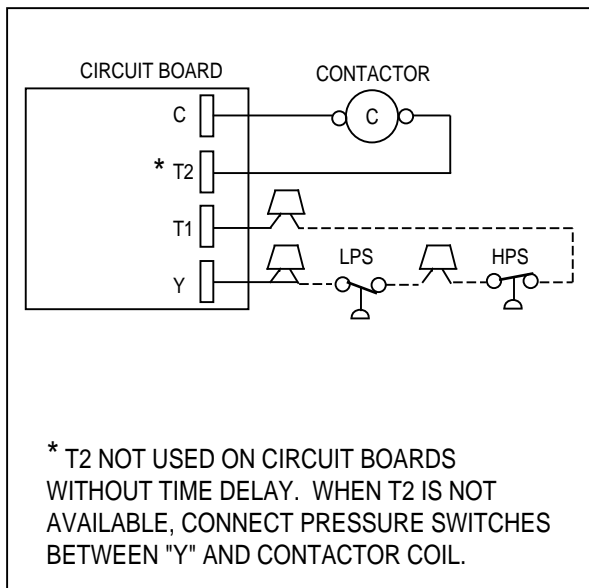 CIRCUIT BOARD
CONTACTOR
C
C
* T2
T1
LPS
HPS
Y
* T2 NOT USED ON CIRCUIT BOARDS
WITHOUT TIME DELAY. WHEN T2 IS NOT
AVAILABLE, CONNECT PRESSURE SWITCHES
BETWEEN "Y" AND CONTACTOR COIL.